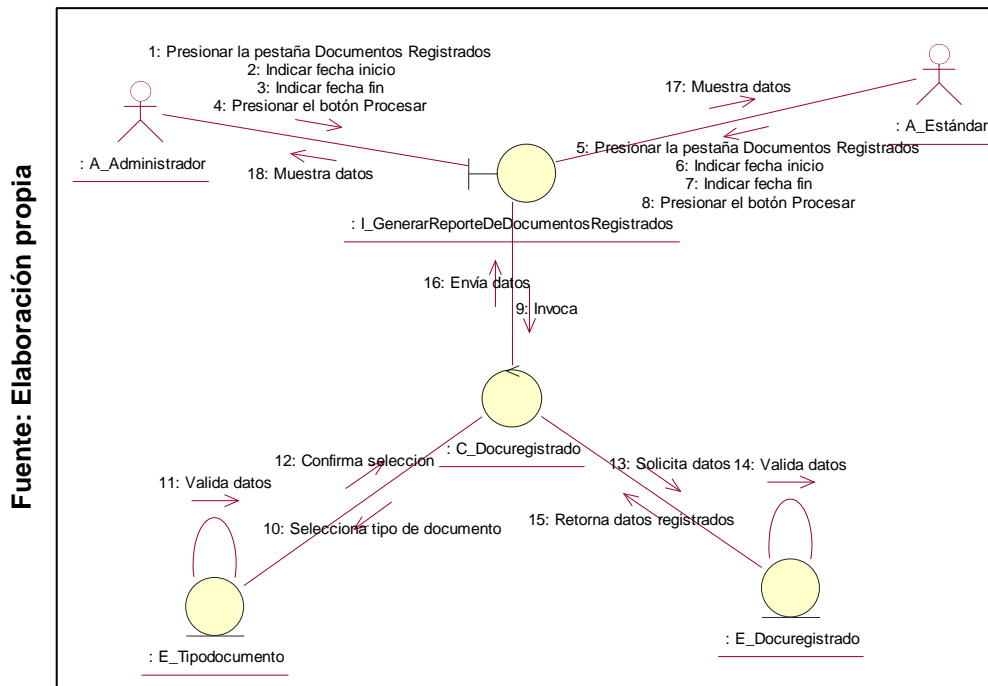 Fuente: Elaboración propia
1: Presionar la pestaña Documentos Registrados
2: Indicar fecha inicio
3: Indicar fecha fin
4: Presionar el botón Procesar
: A_Administrador
18: Muestra datos
17: Muestra datos
: A_Estándar
5: Presionar la pestaña Documentos Registrados
6: Indicar fecha inicio
7: Indicar fecha fin
8: Presionar el botón Procesar
: I_GenerarReporteDeDocumentosRegistrados
16: Envía datos
9: Invoca
: C_Docuregistrado
12: Confirma seleccion
11: Valida datos
10: Selecciona tipo de documento
13: Solicita datos
14: Valida datos
15: Retorna datos registrados
: E_Tipodocumento
: E_Docuregistrado